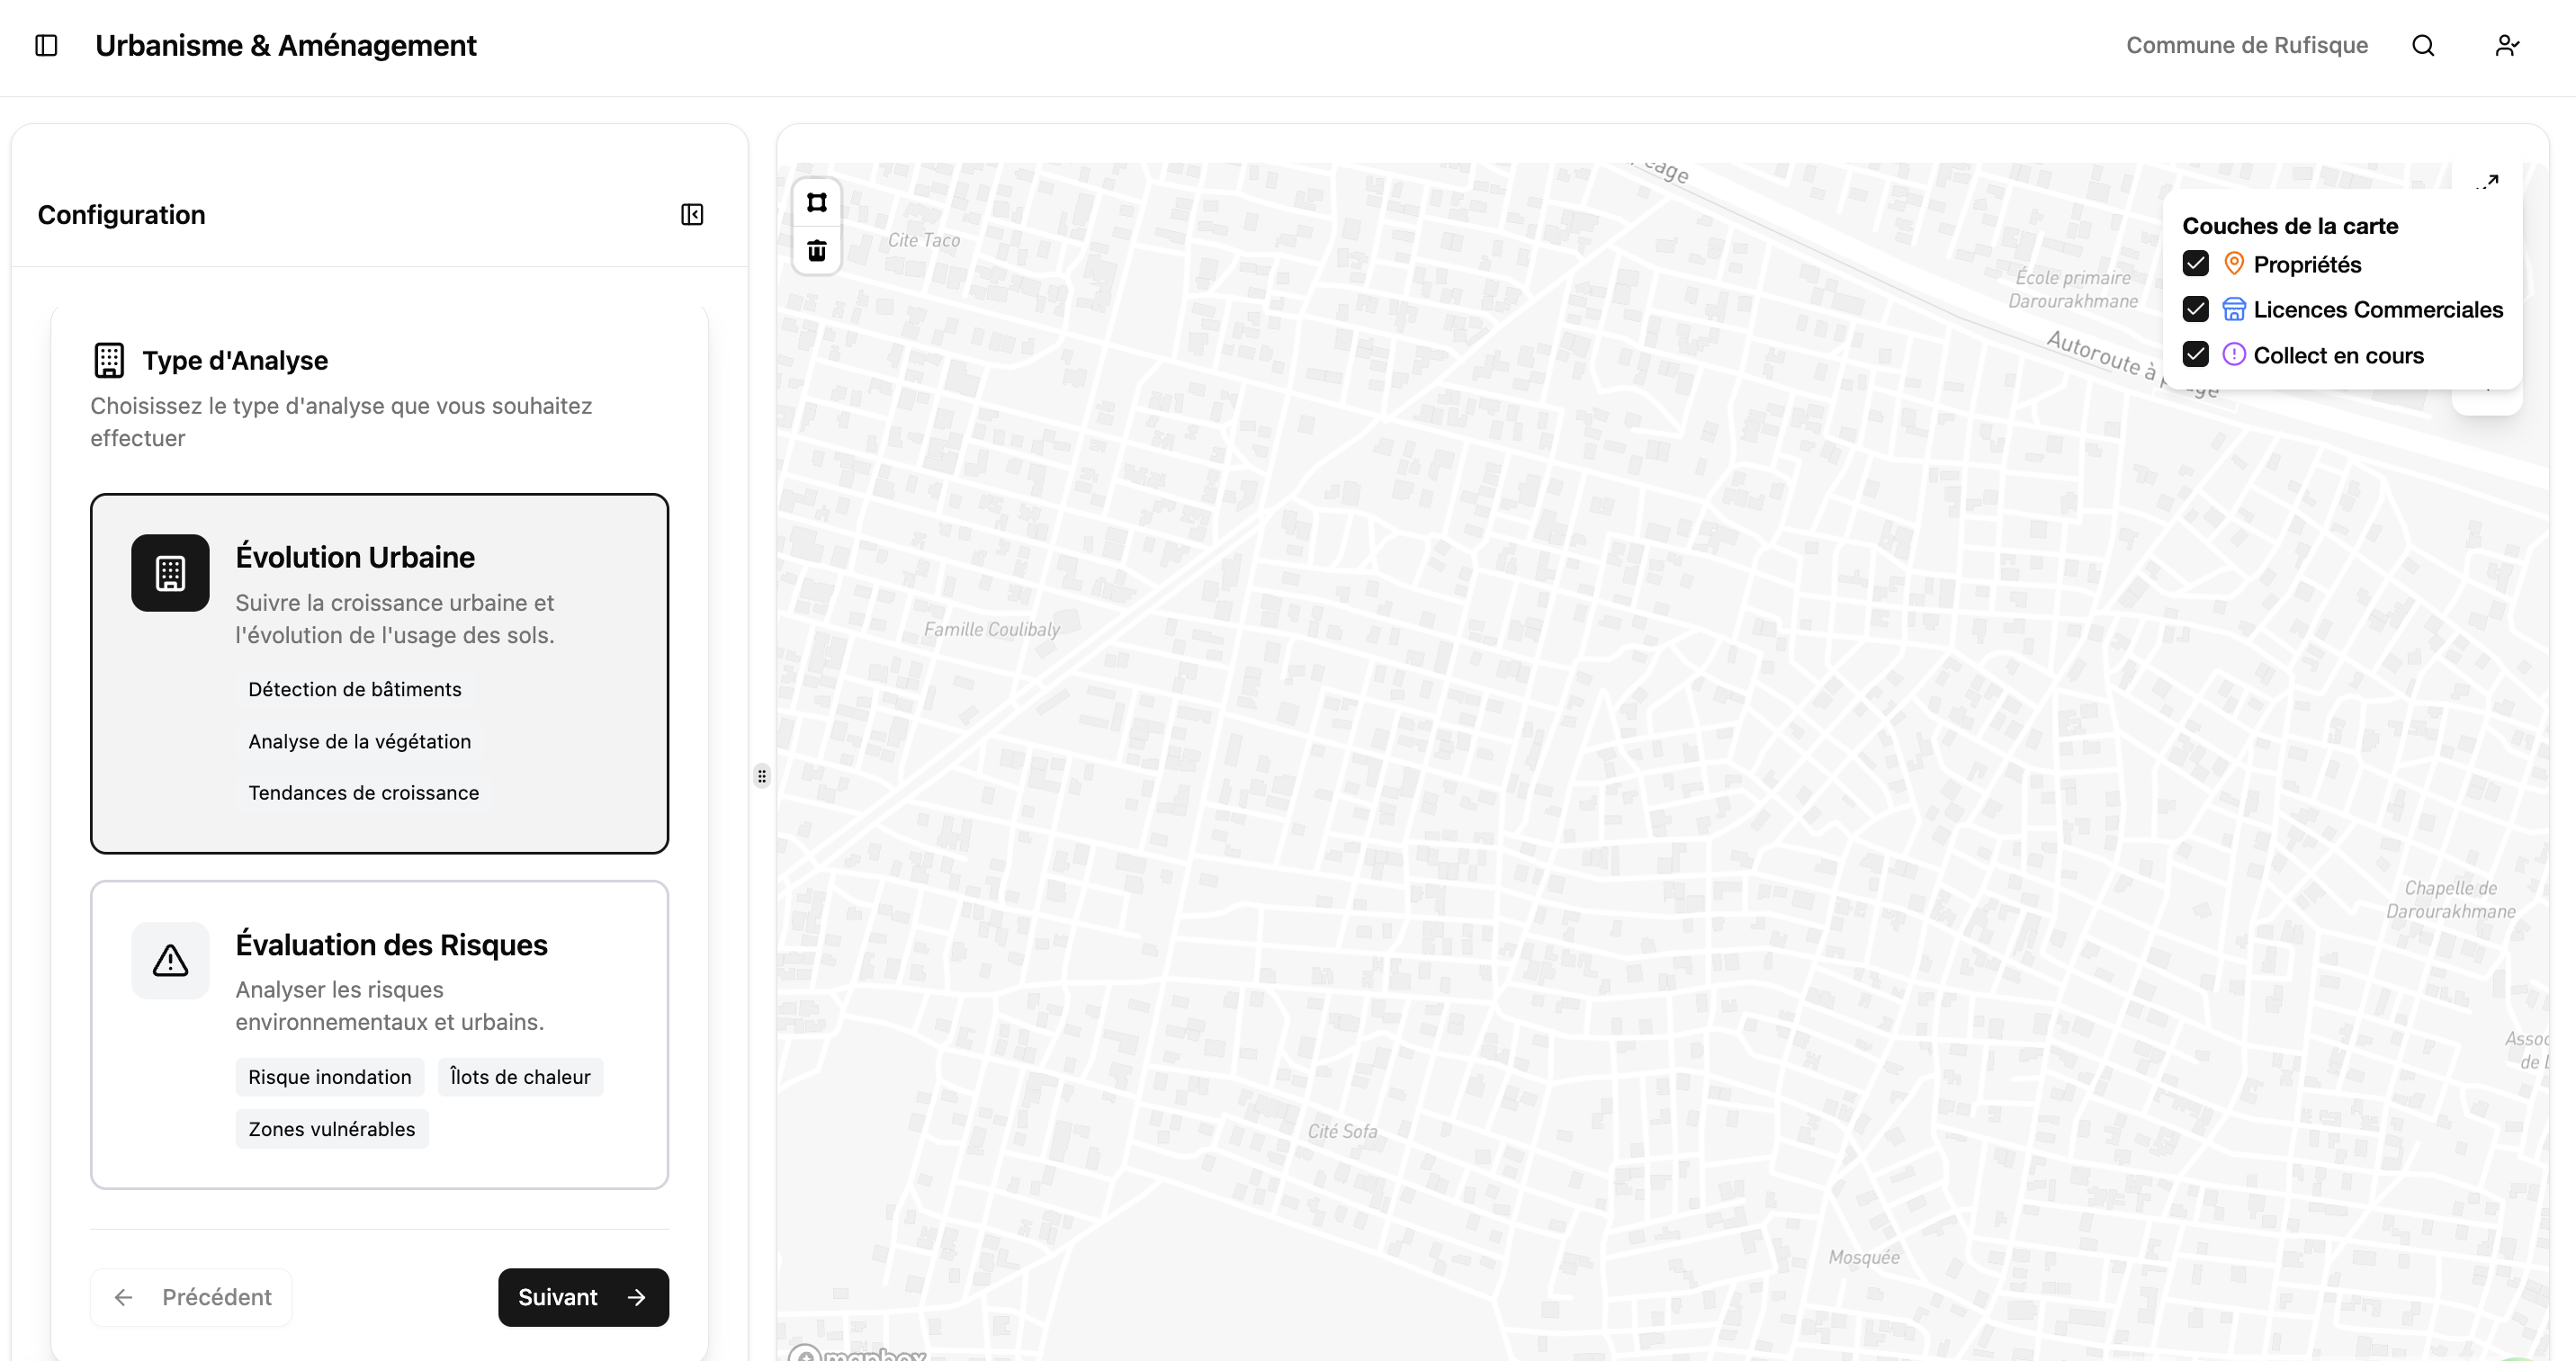 Urbanisme & Aménagement
Commune de Rufisque
Configuration
Type d'Analyse
Choisissez le type d'analyse que vous souhaitez
effectuer
Évolution Urbaine
Suivre la croissance urbaine et
l'évolution de l'usage des sols.
Détection de bâtiments
Analyse de la végétation
Tendances de croissance
Évaluation des Risques
Analyser les risques
environnementaux et urbains.
Risque inondation
Îlots de chaleur
Zones vulnérables
Précédent
Suivant
Couches de la carte
Propriétés
Licences Commerciales
Collect en cours
Cite Taco
École primaire
Darourakhmane
Autoroute à
Famille Coulibaly
Chapelle de
Darourakhmane
Cité Sofa
Mosquée
mapbox